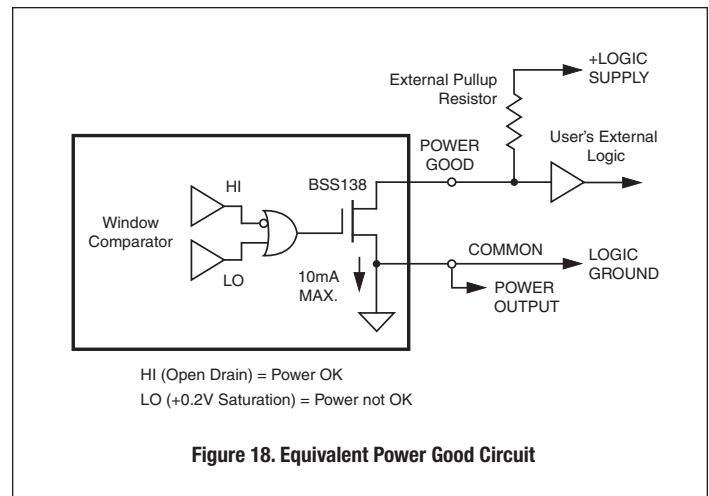 +LOGIC
SUPPLY
External Pullup
Resistor
User's External
Logic
POWER
GOOD
BSS138
HI
Window
Comparator
LO
10mA
MAX.
COMMON
LOGIC
GROUND
POWER
OUTPUT
HI (Open Drain) = Power OK
LO (+0.2V Saturation) = Power not OK
Figure 18. Equivalent Power Good Circuit